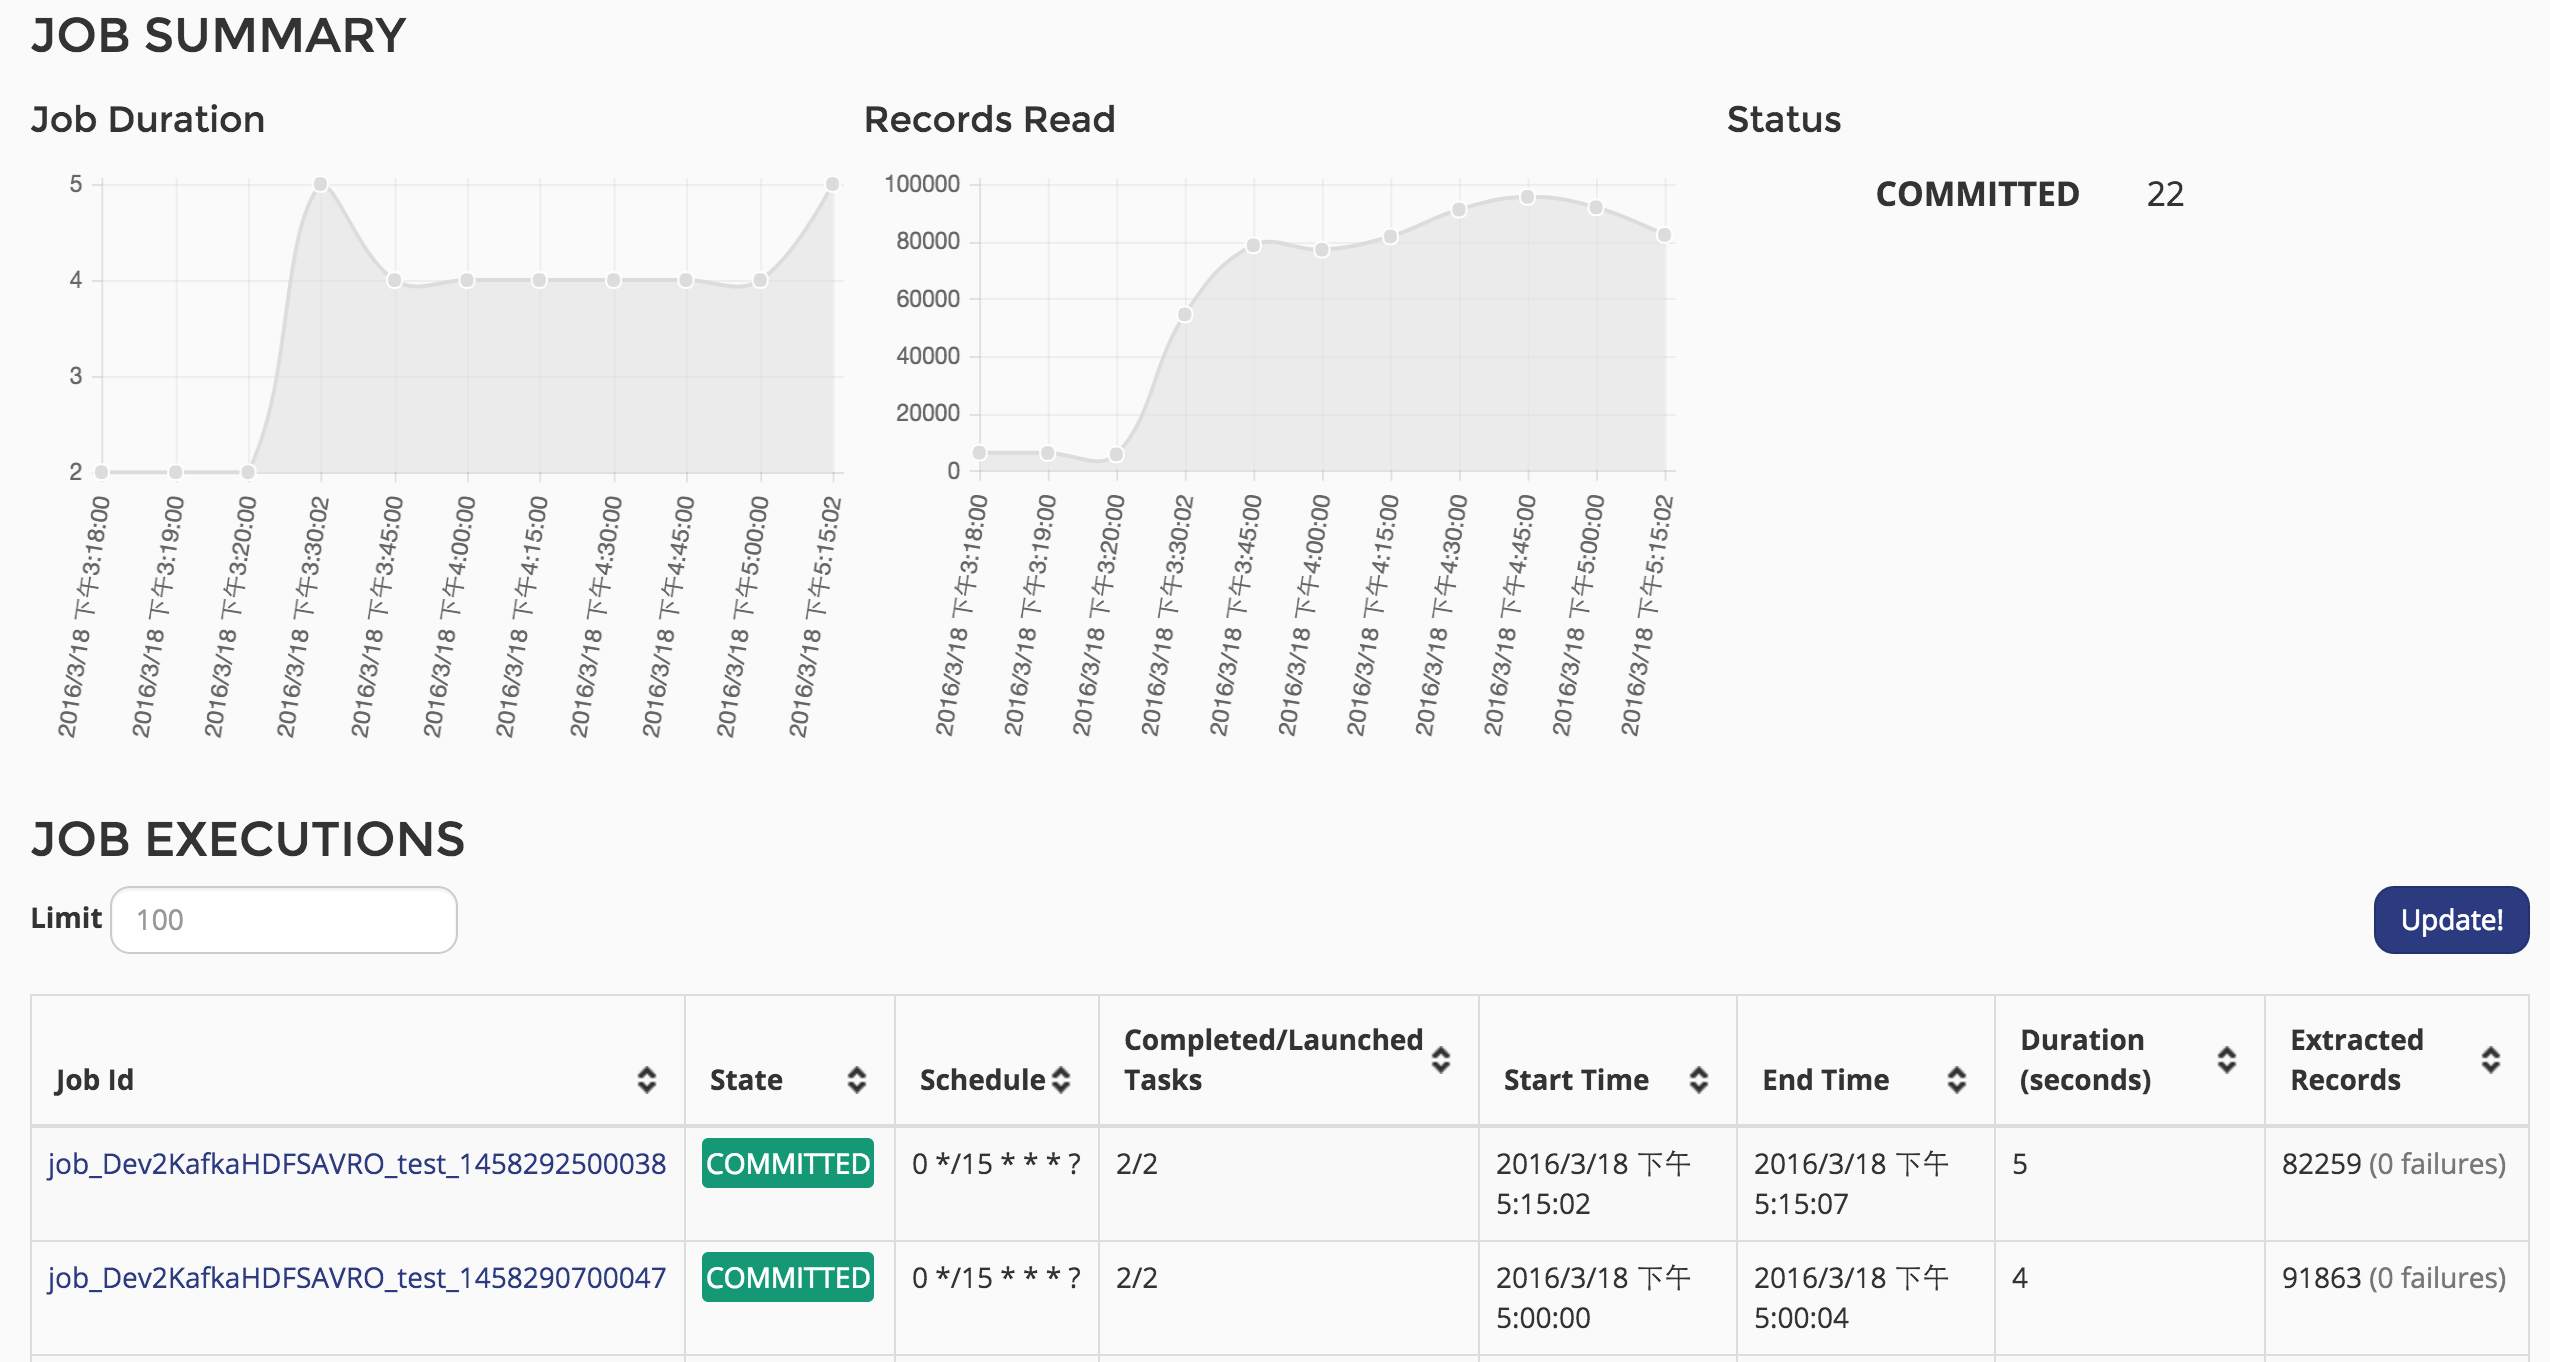 JOB SUMMARY
Job Duration
5
4
3
2
2016/3/18 下午3:18:00
2016/3/18 下午3:19:00
2016/3/18 下午3:20:00
2016/3/18 下午3:30:02
2016/3/18 下午3:45:00
2016/3/18 下午4:00:00
2016/3/18 下午4:15:00
2016/3/18 下午4:30:00
2016/3/18 下午4:45:00
2016/3/18 下午5:00:00
2016/3/18 下午5:15:02
Records Read
100000
80000
60000
40000
20000
0
2016/3/18 下午3:18:00
2016/3/18 下午3:19:00
2016/3/18 下午3:20:00
2016/3/18 下午3:30:02
2016/3/18 下午3:45:00
2016/3/18 下午4:00:00
2016/3/18 下午4:15:00
2016/3/18 下午4:30:00
2016/3/18 下午4:45:00
2016/3/18 下午5:00:00
2016/3/18 下午5:15:02
Status
COMMITTED 22
JOB EXECUTIONS
Limit 100
Update!
Job Id
State
Schedule
Completed/Launched
Tasks
Start Time
End Time
Duration
(seconds)
Extracted
Records
job_Dev2KafkaHDFSAVRO_test_1458292500038
COMMITTED
0 */15 * * * ?
2/2
2016/3/18 下午
5:15:02
2016/3/18 下午
5:15:07
5
82259 (0 failures)
job_Dev2KafkaHDFSAVRO_test_1458290700047
COMMITTED
0 */15 * * * ?
2/2
2016/3/18 下午
5:00:00
2016/3/18 下午
5:00:04
4
91863 (0 failures)